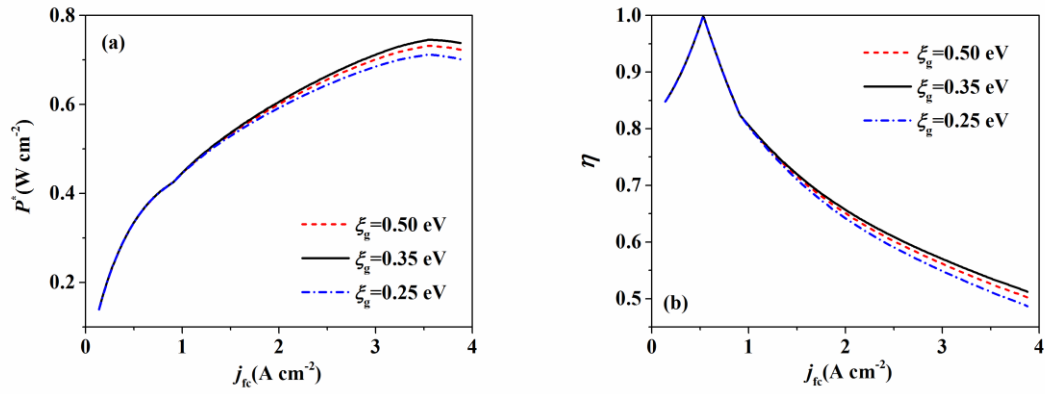 (a)
P*(W cm⁻²)
0.8
0.6
0.4
0.2
ξg=0.50 eV
ξg=0.35 eV
ξg=0.25 eV
0 1 2 3 4
jfc(A cm⁻²)
1.0
0.9
0.8
0.7
0.6
0.5
η
ξg=0.50 eV
ξg=0.35 eV
ξg=0.25 eV
(b)
0 1 2 3 4
jfc(A cm⁻²)